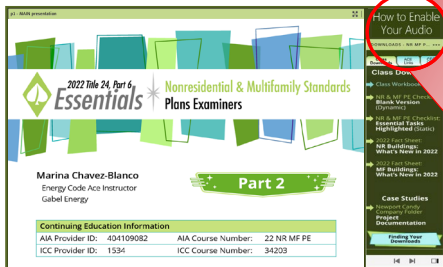 p1 - MAIN presentation
2022 Title 24, Part 6
Essentials
Nonresidential & Multifamily Standards
Plans Examiners
Marina Chavez-Blanco
Energy Code Ace Instructor
Gabel Energy
Part 2
Continuing Education Information
AIA Provider ID: 404109082 AIA Course Number: 22 NR MF PE
ICC Provider ID: 1534 ICC Course Number: 34203
How to Enable
Your Audio
DOWNLOADS - NR MF P...
Class Dow
Class Workbook
NR & MF PE Check
Blank Version
(Dynamic)
NR & MF PE Checklist:
Essential Tasks
Highlighted (Static)
2022 Fact Sheet:
NR Buildings:
What's New in 2022
2022 Fact Sheet:
MF Buildings:
What's New in 2022
Case Studies
Newport Candy
Company Folder
Project
Documentation
Finding Your
Downloads